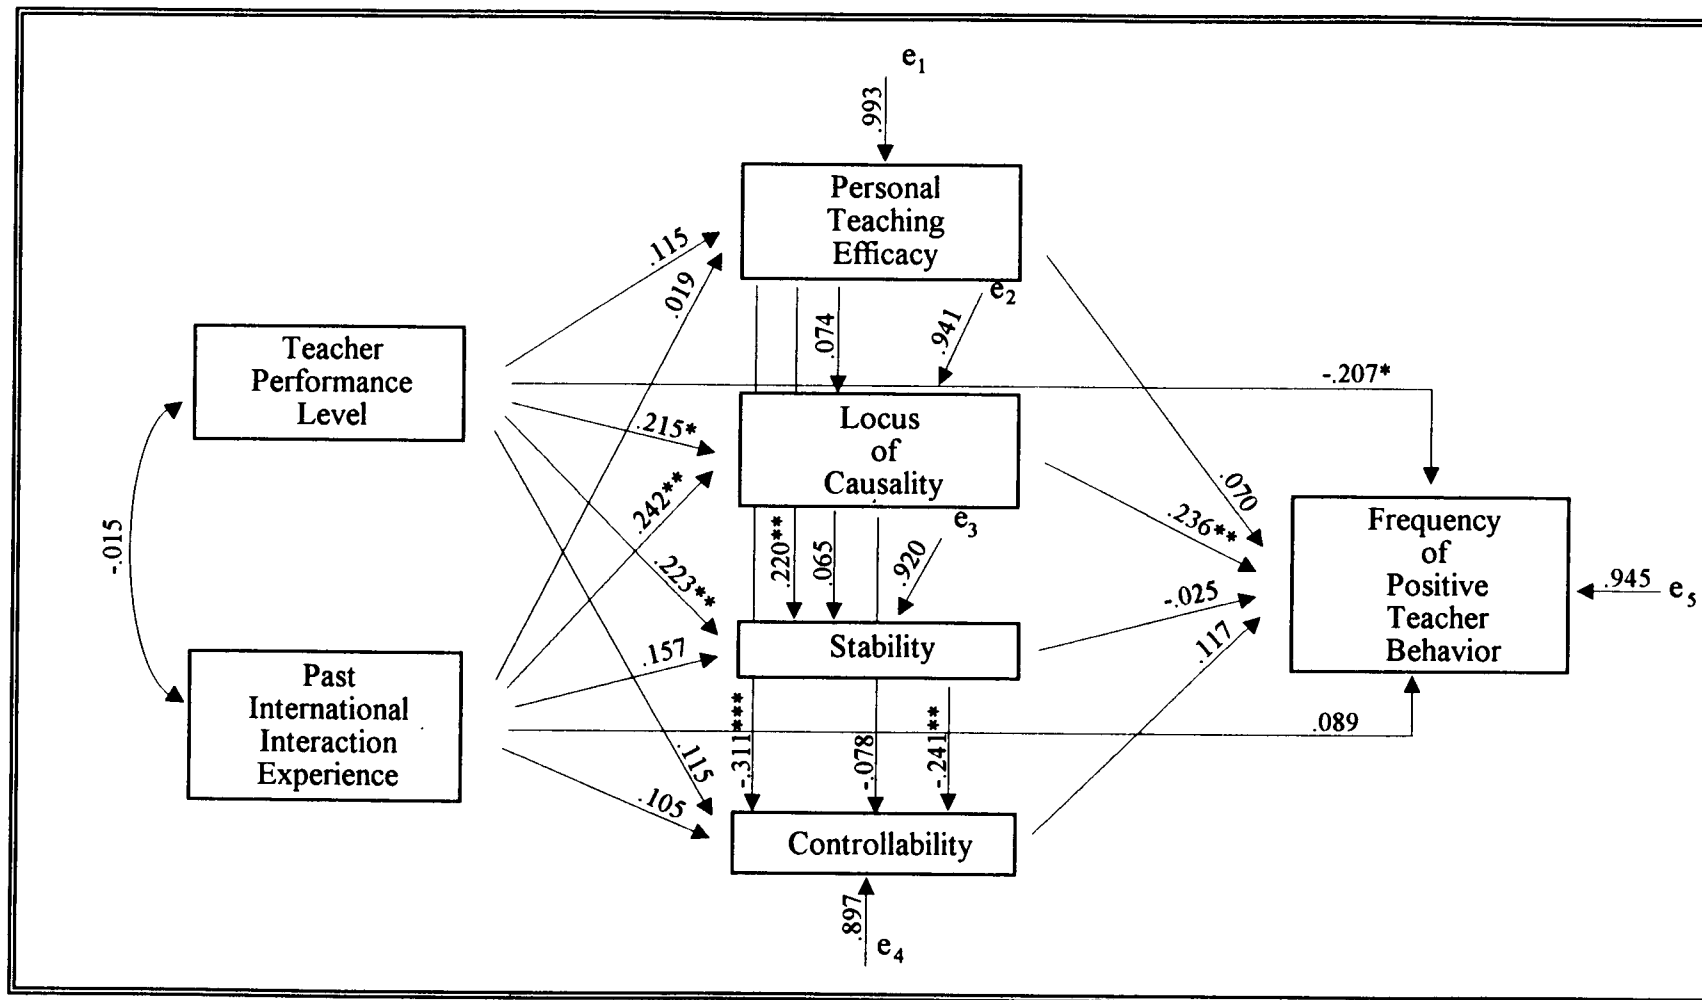 e1
.993
Personal
Teaching
Efficacy
.115
.019
e2
.074
.941
Teacher
Performance
Level
-.207*
Locus
of
Causality
.215*
.242**
.070
.236**
Frequency
of
Positive
Teacher
Behavior
e3
.220**
.065
.920
.223**
-.015
.945
e5
-.025
.117
Stability
.157
Past
International
Interaction
Experience
-.311***
-.078
-.241**
.089
.115
.105
Controllability
.897
e4